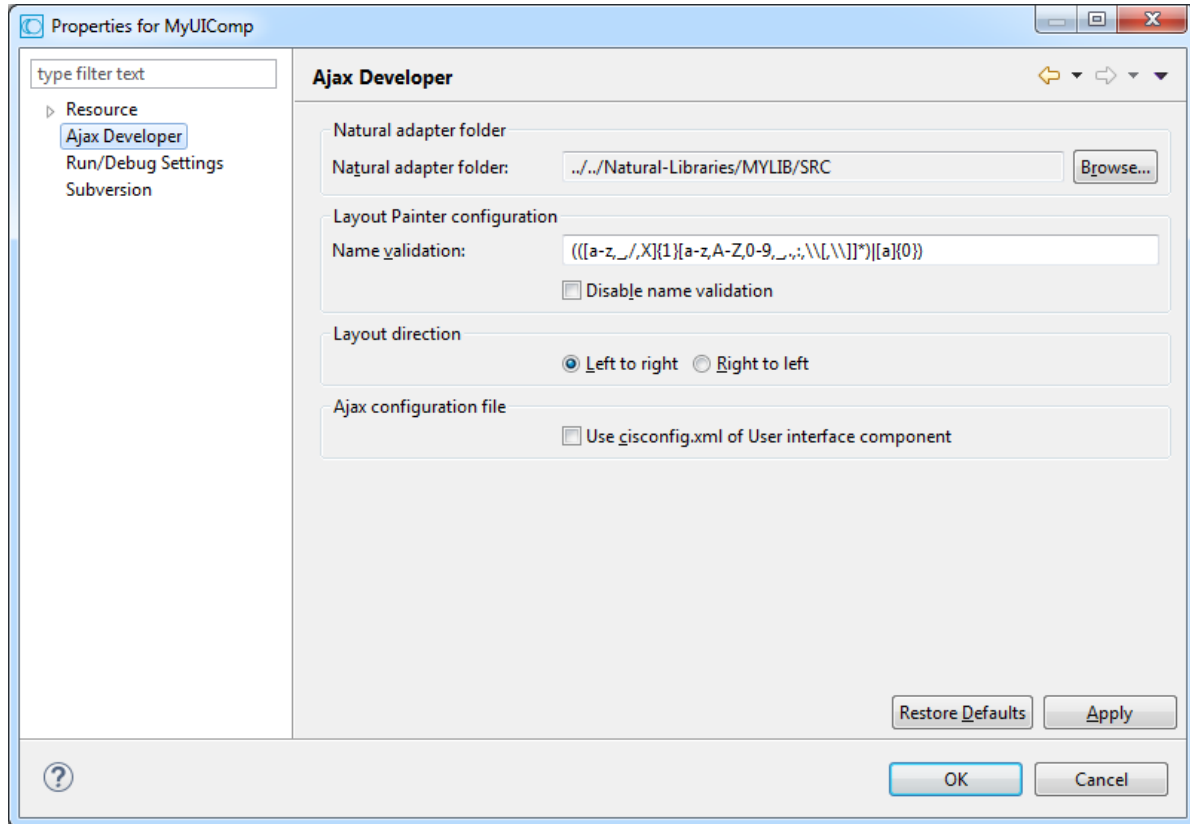 Properties for MyUIComp
type filter text
Resource
Ajax Developer
Run/Debug Settings
Subversion
Ajax Developer
Natural adapter folder
Natural adapter folder: ../../Natural-Libraries/MYLIB/SRC Browse...
Layout Painter configuration
Name validation: (([a-z,_,/,X]{1}[a-z,A-Z,0-9,_,.,:,\\[,\\]]*)|[a]{0})
Disable name validation
Layout direction
Left to right Right to left
Ajax configuration file
Use cisconfig.xml of User interface component
Restore Defaults Apply
? OK Cancel